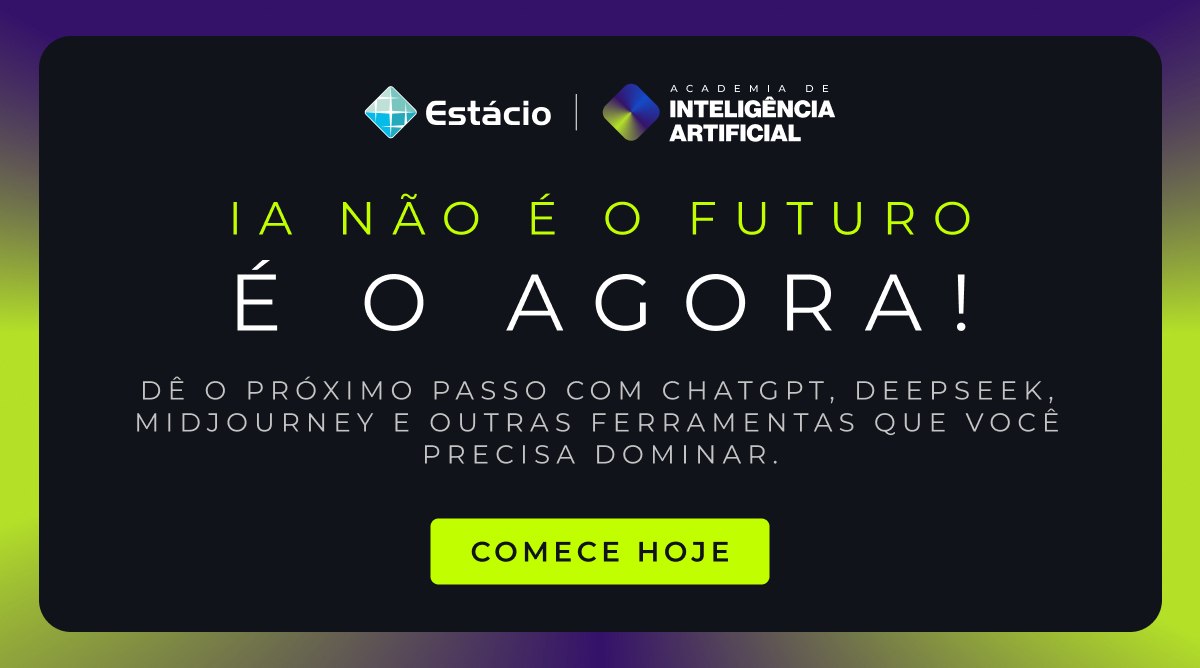 Estácio
ACADEMIA DE
INTELIGÊNCIA
ARTIFICIAL
IA NÃO É O FUTURO
É O AGORA!
DÊ O PRÓXIMO PASSO COM CHATGPT, DEEPSEEK,
MIDJOURNEY E OUTRAS FERRAMENTAS QUE VOCÊ
PRECISA DOMINAR.
COMECE HOJE